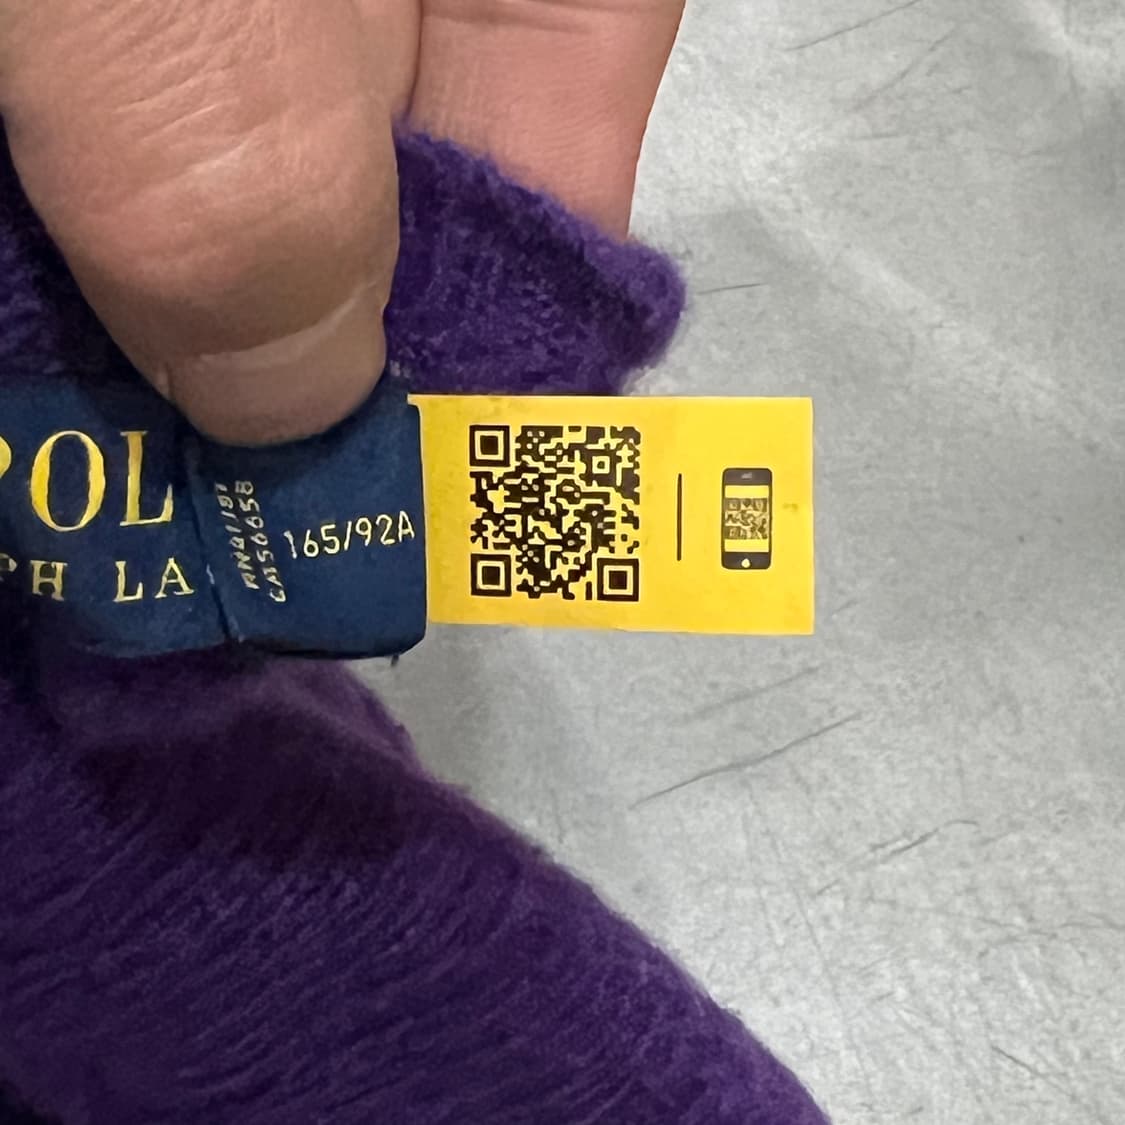 POL
PH LA
RN41381
CA56658
165/92A